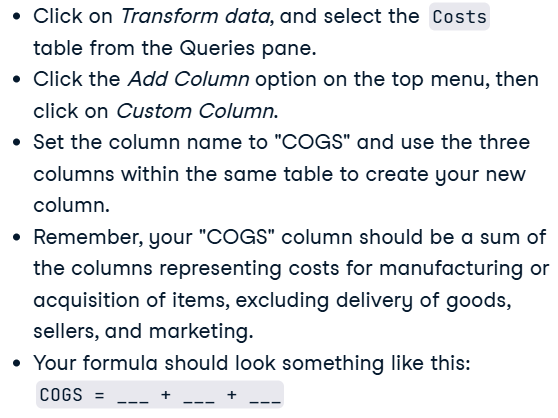 • Click on Transform data, and select the Costs
table from the Queries pane.
• Click the Add Column option on the top menu, then
click on Custom Column.
• Set the column name to "COGS" and use the three
columns within the same table to create your new
column.
• Remember, your "COGS" column should be a sum of
the columns representing costs for manufacturing or
acquisition of items, excluding delivery of goods,
sellers, and marketing.
• Your formula should look something like this:
COGS = ___ + ___ + ___